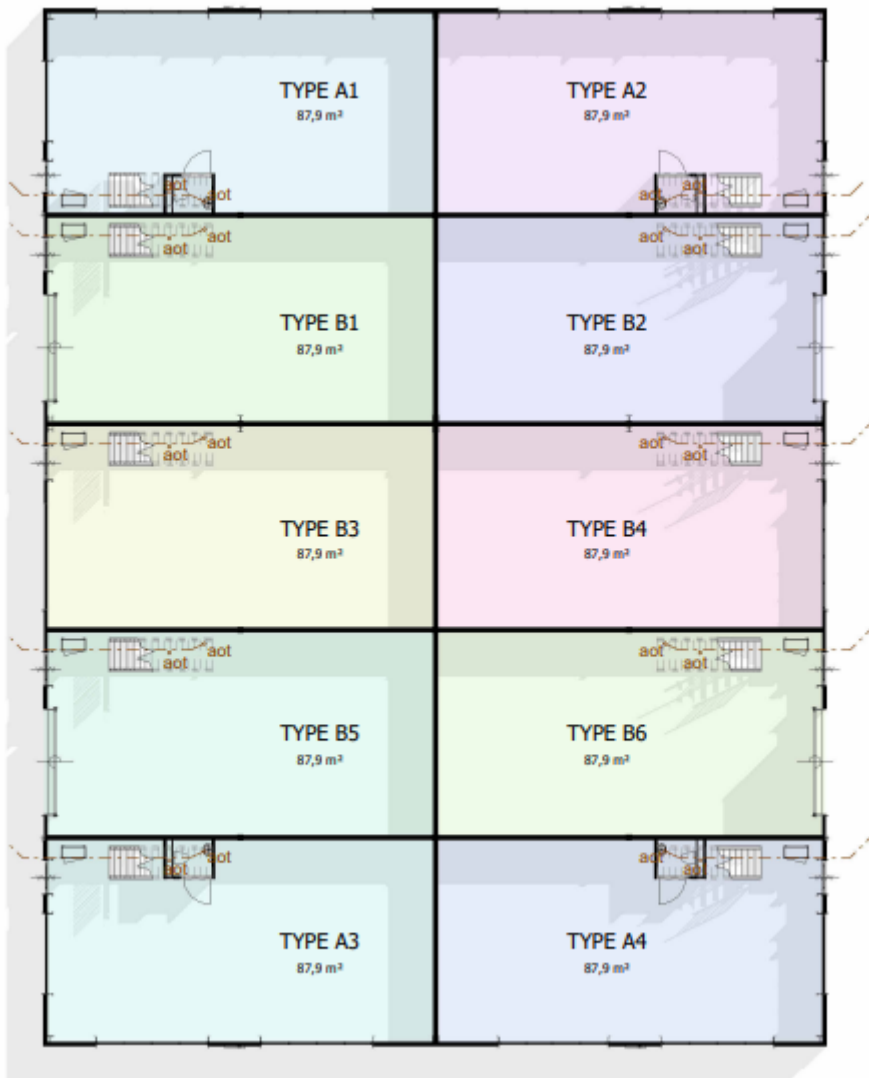 TYPE A1
87,9 m²
TYPE A2
87,9 m²
aot
aot
aot
aot
aot
aot
aot
aot
TYPE B1
87,9 m²
TYPE B2
87,9 m²
aot
aot
aot
aot
TYPE B3
87,9 m²
TYPE B4
87,9 m²
aot
aot
aot
aot
TYPE B5
87,9 m²
TYPE B6
87,9 m²
aot
aot
aot
aot
TYPE A3
87,9 m²
TYPE A4
87,9 m²